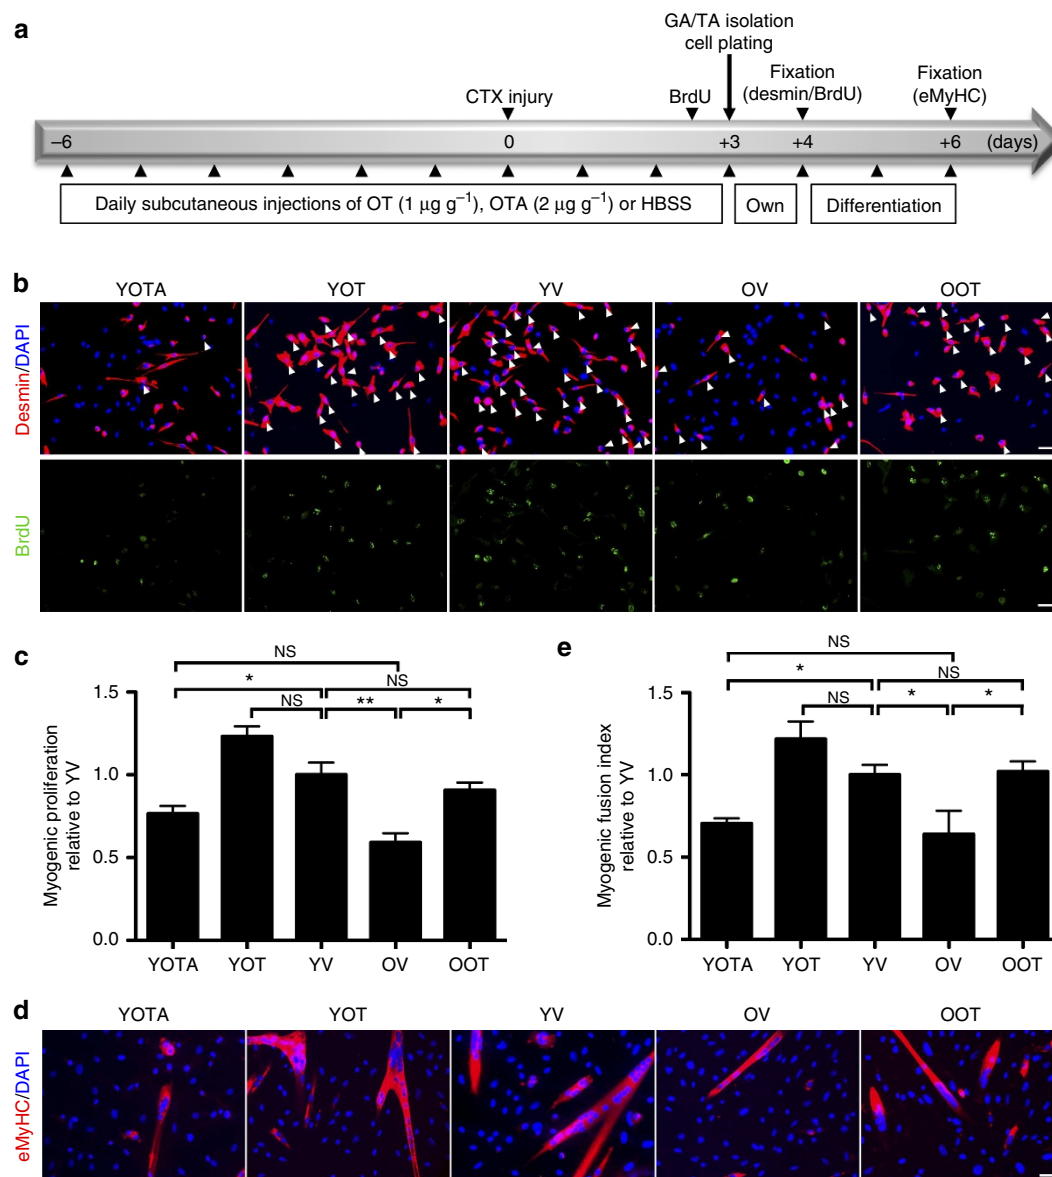 a
GA/TA isolation
cell plating
CTX injury
BrdU
Fixation
(desmin/BrdU)
Fixation
(eMyHC)
–6
0
+3
+4
+6
(days)
Daily subcutaneous injections of OT (1 μg g⁻¹), OTA (2 μg g⁻¹) or HBSS
Own
Differentiation
b
YOTA
YOT
YV
OV
OOT
Desmin/DAPI
BrdU
c
NS
*
NS
NS
**
*
Myogenic proliferation
relative to YV
1.5
1.0
0.5
0.0
YOTA
YOT
YV
OV
OOT
e
NS
*
NS
NS
*
*
Myogenic fusion index
relative to YV
1.5
1.0
0.5
0.0
YOTA
YOT
YV
OV
OOT
d
YOTA
YOT
YV
OV
OOT
eMyHC/DAPI